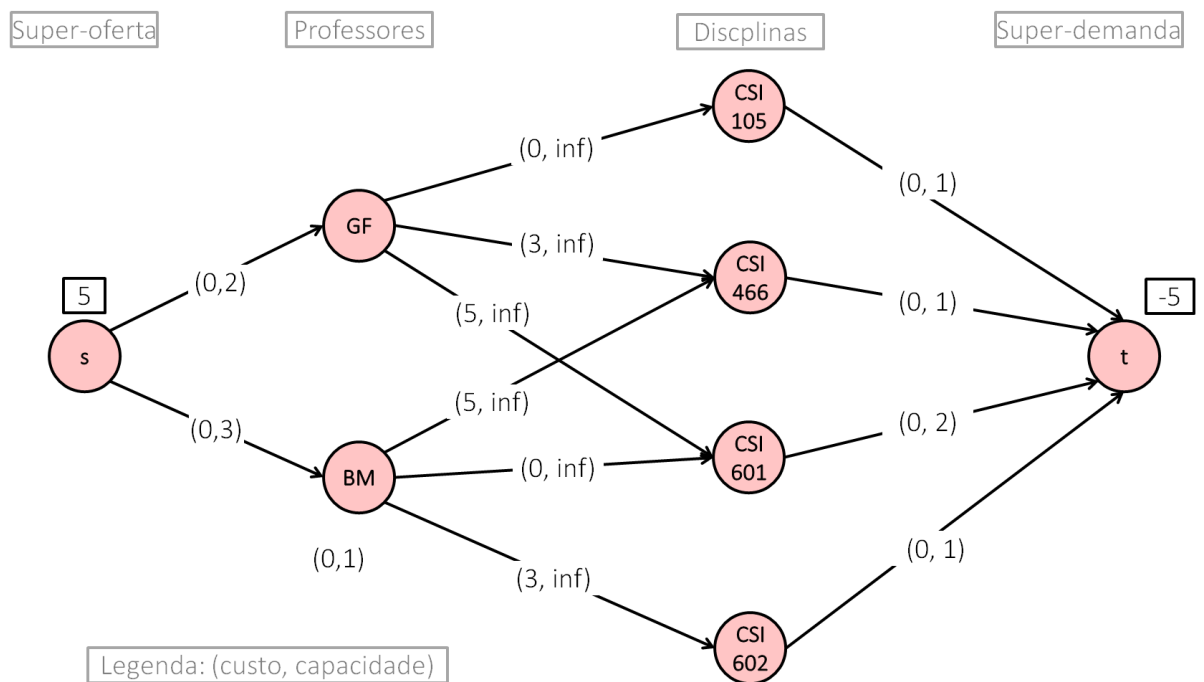 Super-oferta
Professores
Discplinas
Super-demanda
CSI
105
(0, inf)
(0, 1)
GF
(3, inf)
CSI
466
(0,2)
5
(5, inf)
(0, 1)
-5
s
t
(5, inf)
(0,3)
CSI
601
(0, 2)
BM
(0, inf)
(0,1)
(3, inf)
(0, 1)
CSI
602
Legenda: (custo, capacidade)